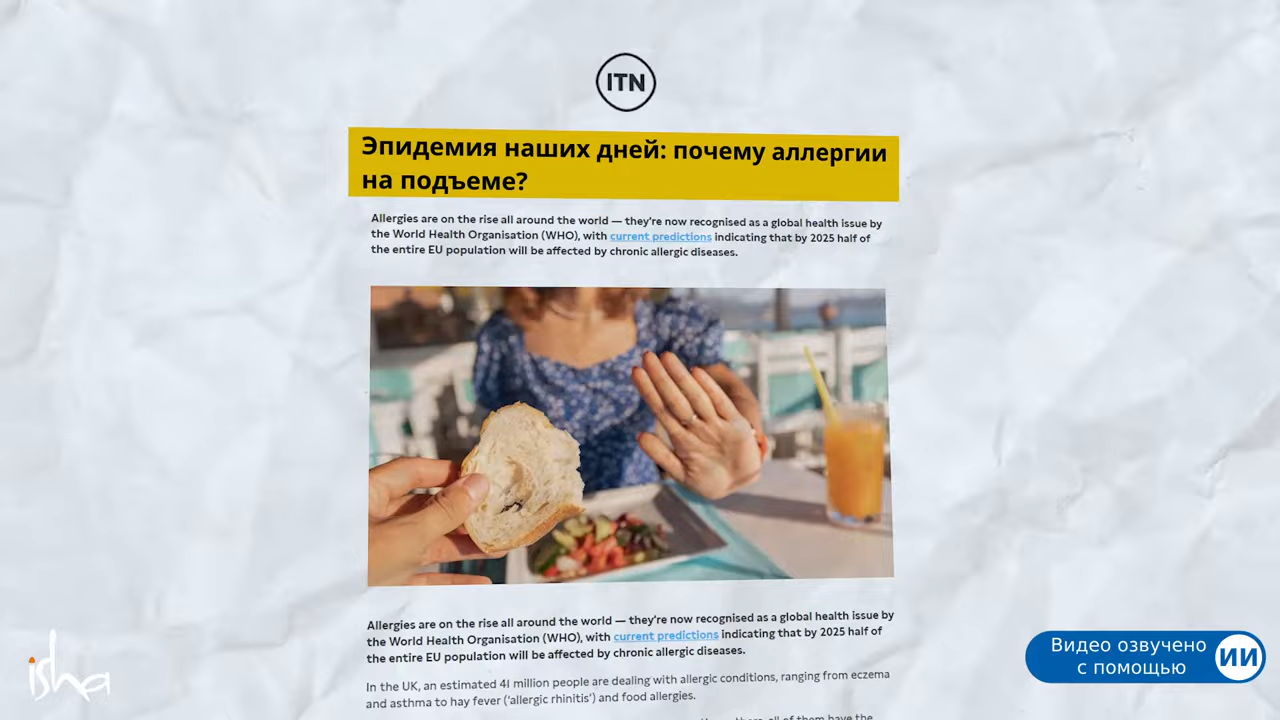 ITN
Эпидемия наших дней: почему аллергии
на подъеме?
Allergies are on the rise all around the world — they're now recognised as a global health issue by
the World Health Organisation (WHO), with current predictions indicating that by 2025 half of
the entire EU population will be affected by chronic allergic diseases.
Allergies are on the rise all around the world — they're now recognised as a global health issue by
the World Health Organisation (WHO), with current predictions indicating that by 2025 half of
the entire EU population will be affected by chronic allergic diseases.
In the UK, an estimated 41 million people are dealing with allergic conditions, ranging from eczema
and asthma to hay fever ('allergic rhinitis') and food allergies.
all of them have the
isha
Видео озвучено
с помощью
ИИ